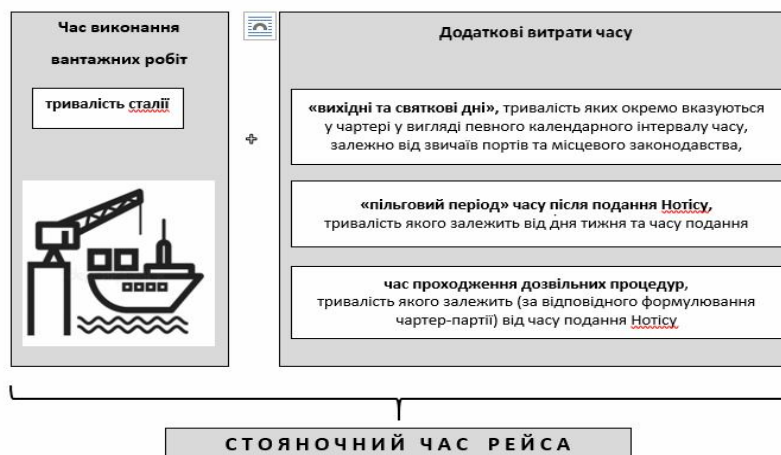 Час виконання
вантажних робіт
тривалість сталії
Додаткові витрати часу
«вихідні та святкові дні», тривалість яких окремо вказуються
у чартері у вигляді певного календарного інтервалу часу,
залежно від звичаїв портів та місцевого законодавства,
«пільговий період» часу після подання Нотісу,
тривалість якого залежить від дня тижня та часу подання
час проходження дозвільних процедур,
тривалість якого залежить (за відповідного формулювання
чартер-партії) від часу подання Нотісу
СТОЯНОЧНИЙ ЧАС РЕЙСА